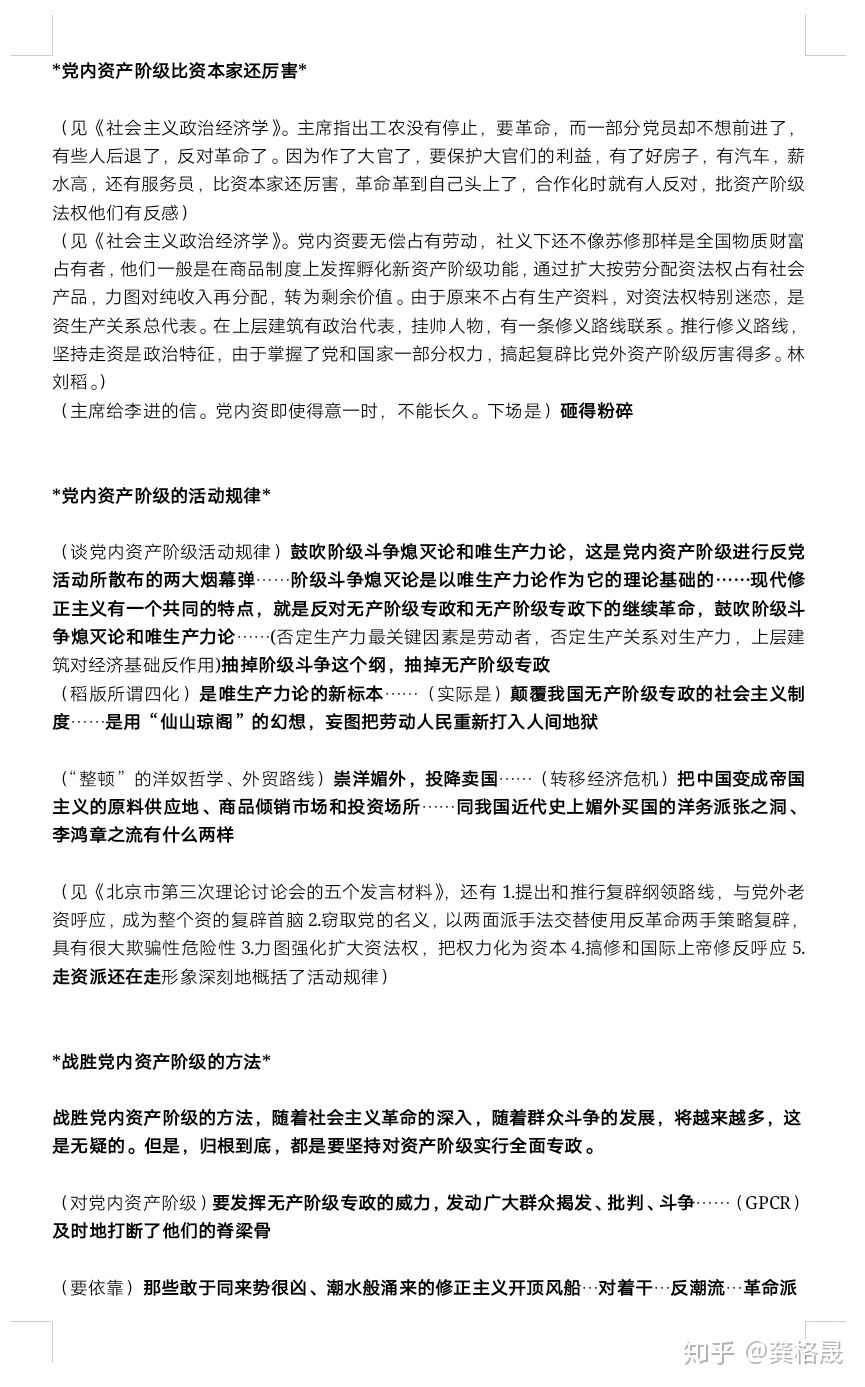 *党内资产阶级比资本家还厉害*
（见《社会主义政治经济学》。主席指出工农没有停止，要革命，而一部分党员却不想前进了，
有些人后退了，反对革命了。因为作了大官了，要保护大官们的利益，有了好房子，有汽车，薪
水高，还有服务员，比资本家还厉害，革命革到自己头上了，合作化时就有人反对，批资产阶级
法权他们有反感）
（见《社会主义政治经济学》。党内资要无偿占有劳动，社义下还不像苏修那样是全国物质财富
占有者，他们一般是在商品制度上发挥孵化新资产阶级功能，通过扩大按劳分配资法权占有社会
产品，力图对纯收入再分配，转为剩余价值。由于原来不占有生产资料，对资法权特别迷恋，是
资生产关系总代表。在上层建筑有政治代表，挂帅人物，有一条修义路线联系。推行修义路线，
坚持走资是政治特征，由于掌握了党和国家一部分权力，搞起复辟比党外资产阶级厉害得多。林
刘稻。）
（主席给李进的信。党内资即使得意一时，不能长久。下场是）砸得粉碎
*党内资产阶级的活动规律*
（谈党内资产阶级活动规律）鼓吹阶级斗争熄灭论和唯生产力论，这是党内资产阶级进行反党
活动所散布的两大烟幕弹……阶级斗争熄灭论是以唯生产力论作为它的理论基础的……现代修
正主义有一个共同的特点，就是反对无产阶级专政和无产阶级专政下的继续革命，鼓吹阶级斗
争熄灭论和唯生产力论……(否定生产力最关键因素是劳动者，否定生产关系对生产力，上层建
筑对经济基础反作用)抽掉阶级斗争这个纲，抽掉无产阶级专政
（稻版所谓四化）是唯生产力论的新标本……（实际是）颠覆我国无产阶级专政的社会主义制
度……是用“仙山琼阁”的幻想，妄图把劳动人民重新打入人间地狱
（“整顿”的洋奴哲学、外贸路线）崇洋媚外，投降卖国……（转移经济危机）把中国变成帝国
主义的原料供应地、商品倾销市场和投资场所……同我国近代史上媚外买国的洋务派张之洞、
李鸿章之流有什么两样
（见《北京市第三次理论讨论会的五个发言材料》，还有 1.提出和推行复辟纲领路线，与党外老
资呼应，成为整个资的复辟首脑 2.窃取党的名义，以两面派手法交替使用反革命两手策略复辟，
具有很大欺骗性危险性 3.力图强化扩大资法权，把权力化为资本 4.搞修和国际上帝修反呼应 5.
走资派还在走形象深刻地概括了活动规律）
*战胜党内资产阶级的方法*
战胜党内资产阶级的方法，随着社会主义革命的深入，随着群众斗争的发展，将越来越多，这
是无疑的。但是，归根到底，都是要坚持对资产阶级实行全面专政。
（对党内资产阶级）要发挥无产阶级专政的威力，发动广大群众揭发、批判、斗争……（GPCR）
及时地打断了他们的脊梁骨
（要依靠）那些敢于同来势很凶、潮水般涌来的修正主义开顶风船…对着干…反潮流…革命派
知乎 @龚格晟